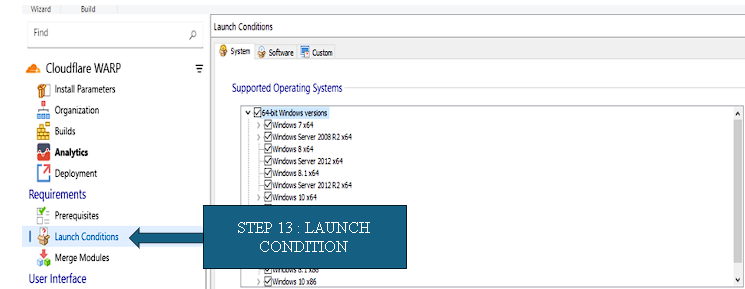 Wizard Build
Find
Launch Conditions
System Software Custom
Cloudflare WARP
Install Parameters
Organization
Builds
Analytics
Deployment
Requirements
Prerequisites
Launch Conditions
Merge Modules
User Interface
Supported Operating Systems
64-bit Windows versions
Windows 7 x64
Windows Server 2008 R2 x64
Windows 8 x64
Windows Server 2012 x64
Windows 8.1 x64
Windows Server 2012 R2 x64
Windows 10 x64
STEP 13 : LAUNCH
CONDITION
Windows 8.1 x86
Windows 10 x86